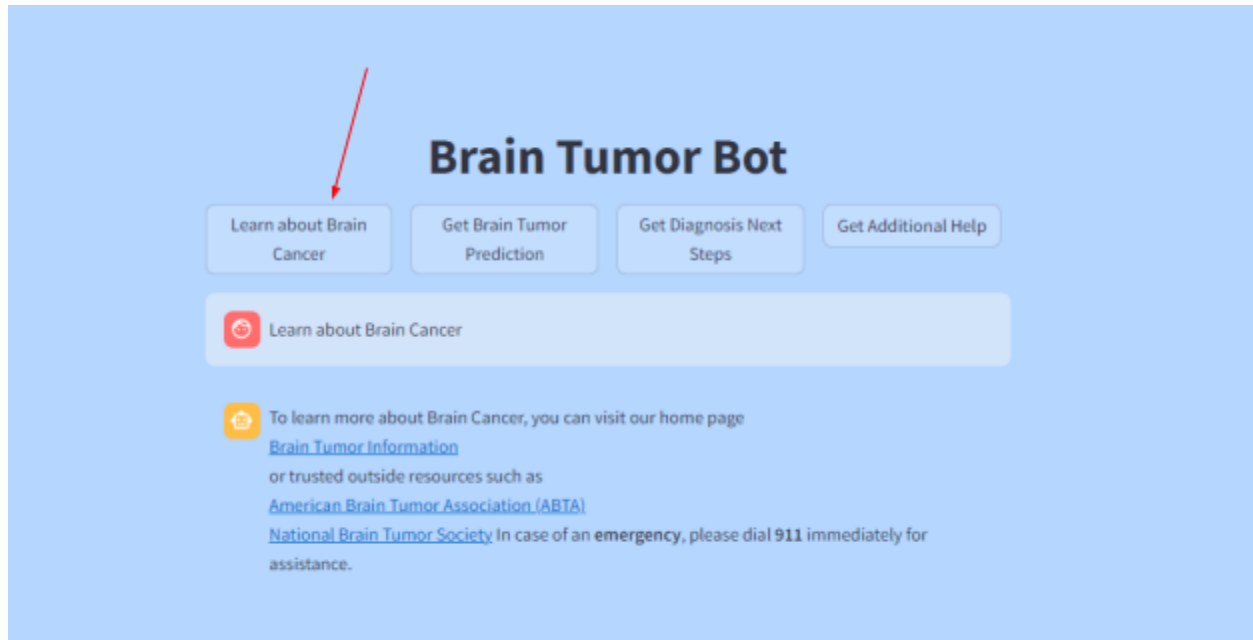 Brain Tumor Bot
Learn about Brain
Cancer
Get Brain Tumor
Prediction
Get Diagnosis Next
Steps
Get Additional Help
Learn about Brain Cancer
To learn more about Brain Cancer, you can visit our home page
Brain Tumor Information
or trusted outside resources such as
American Brain Tumor Association (ABTA)
National Brain Tumor Society In case of an emergency, please dial 911 immediately for
assistance.